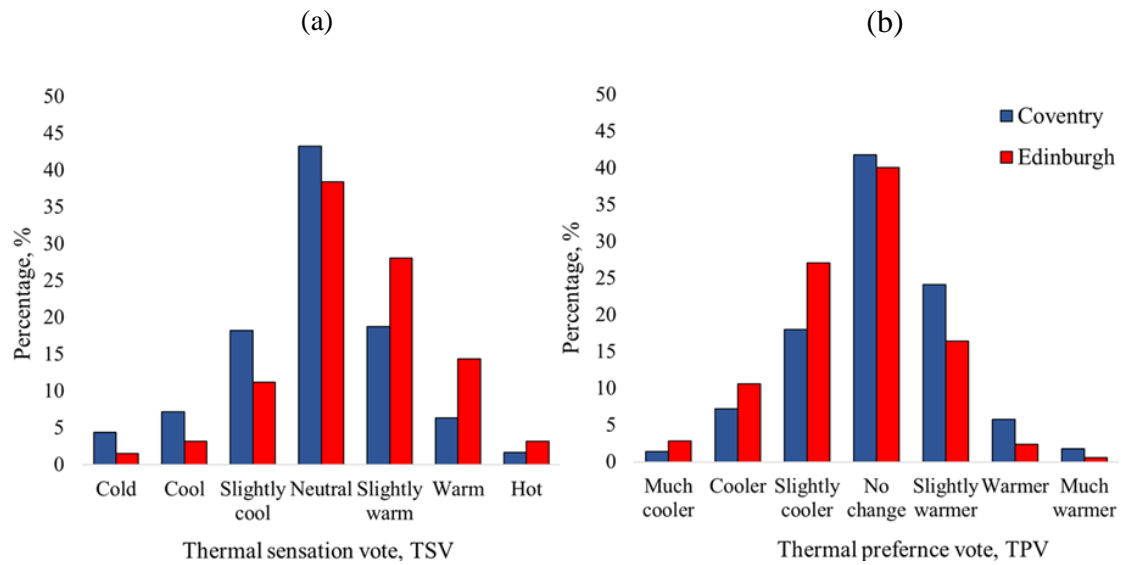 (a)
50
45
40
35
30
25
20
15
10
5
0
Percentage, %
Cold
Cool
Slightly
cool
Neutral
Slightly
warm
Warm
Hot
Thermal sensation vote, TSV
(b)
50
45
40
35
30
25
20
15
10
5
0
Percentage, %
Coventry
Edinburgh
Much
cooler
Cooler
Slightly
cooler
No
change
Slightly
warmer
Warmer
Much
warmer
Thermal prefernce vote, TPV